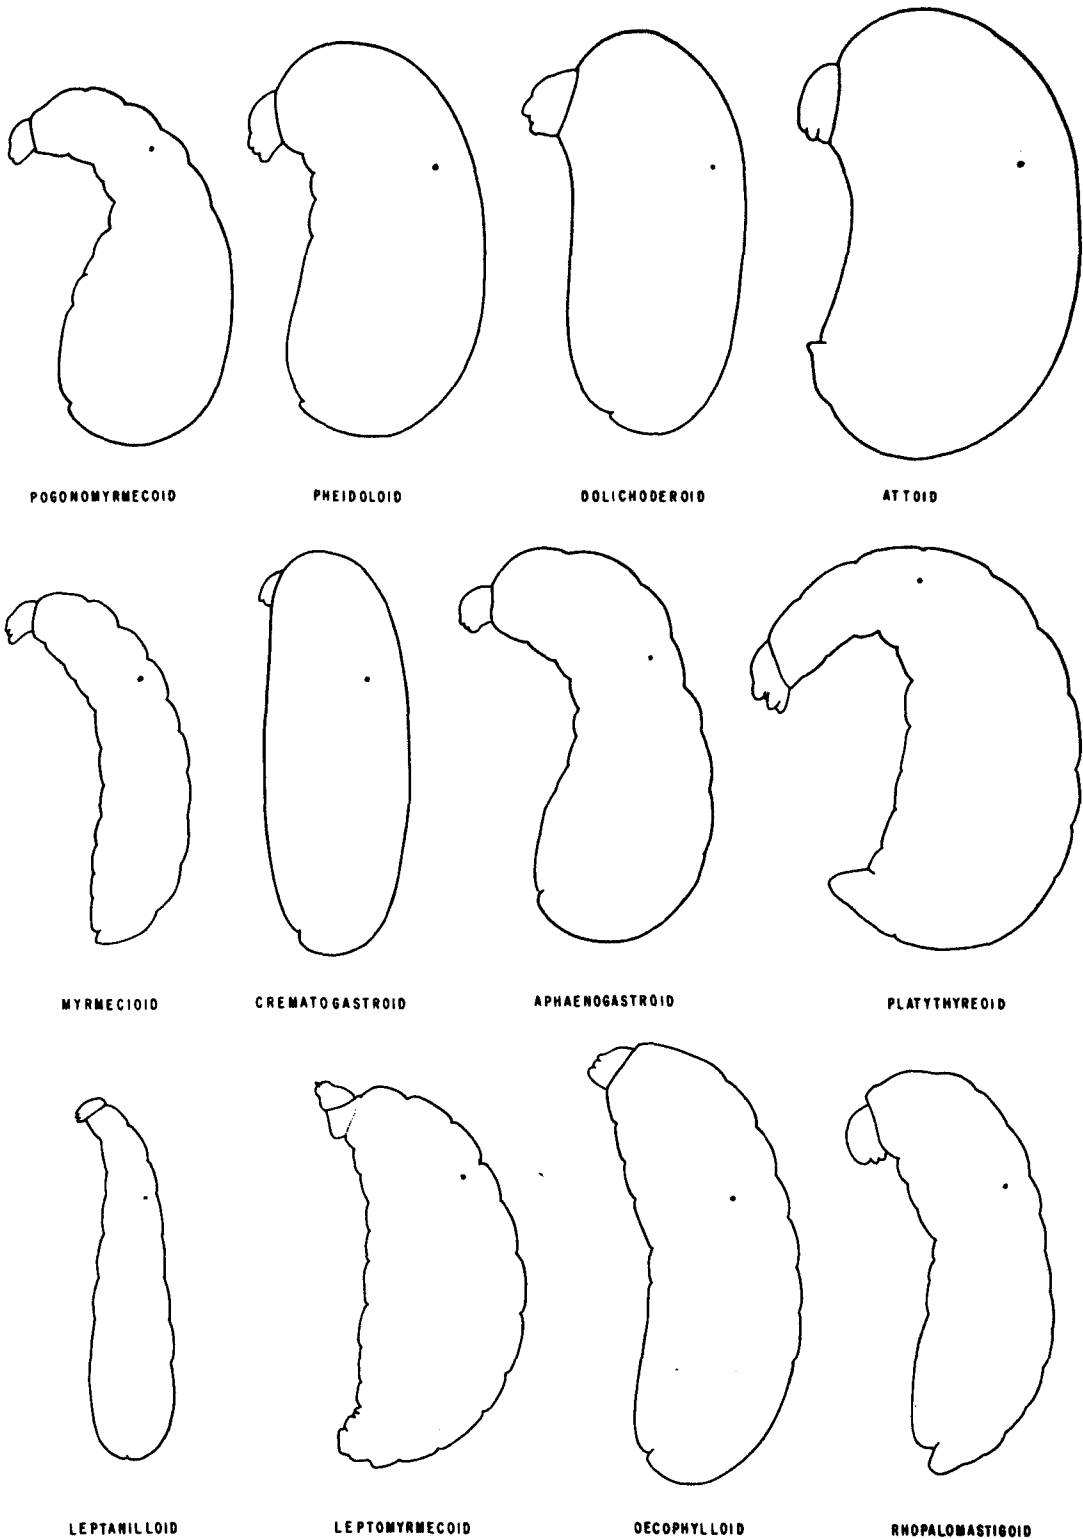 POGONOMYRMECOID PHEIDOLOID DOLICHODEROID ATTOID
MYRMECIOID CREMATOGASTROID APHAENOGASTROID PLATYTHYREOID
LEPTANILLOID LEPTOMYRMECOID OECOPHYLLOID RHOPALOMASTIGOID